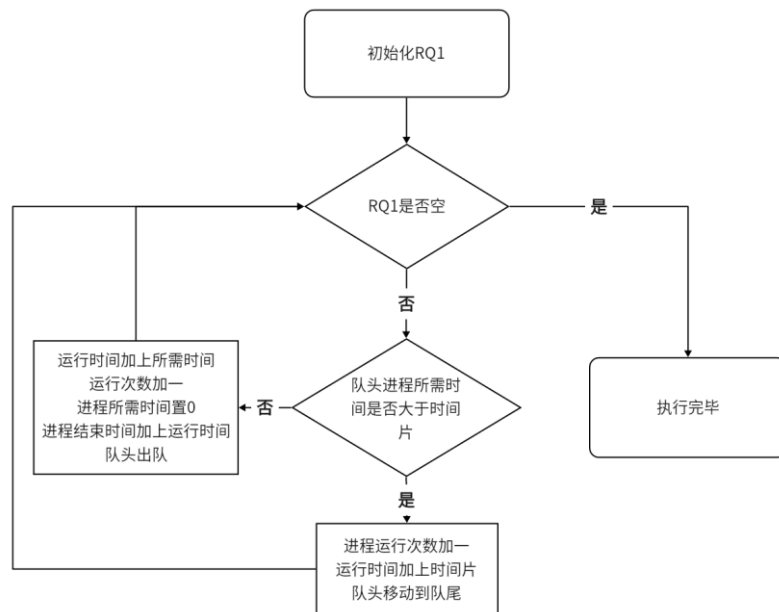 初始化RQ1
RQ1是否空
是
否
队头进程所需时
间是否大于时间
片
否
运行时间加上所需时间
运行次数加一
进程所需时间置0
进程结束时间加上运行时间
队头出队
执行完毕
是
进程运行次数加一
运行时间加上时间片
队头移动到队尾